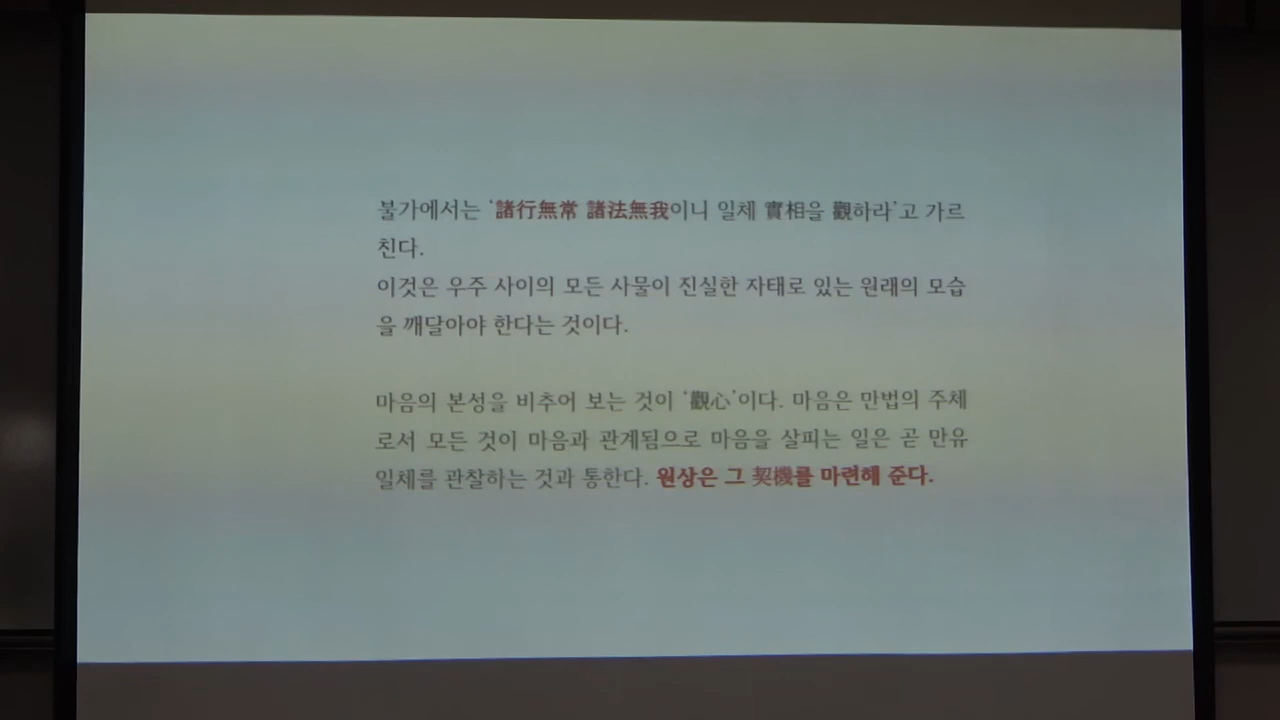 불가에서는 '諸行無常 諸法無我이니 일체 實相을 觀하라'고 가르
친다.
이것은 우주 사이의 모든 사물이 진실한 자태로 있는 원래의 모습
을 깨달아야 한다는 것이다.
마음의 본성을 비추어 보는 것이 '觀心'이다. 마음은 만법의 주체
로서 모든 것이 마음과 관계됨으로 마음을 살피는 일은 곧 만유
일체를 관찰하는 것과 통한다. 원상은 그 契機를 마련해 준다.